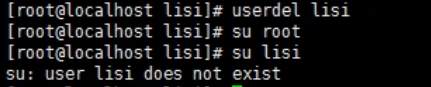 [root@localhost lisi]# userdel lisi
[root@localhost lisi]# su root
[root@localhost lisi]# su lisi
su: user lisi does not exist